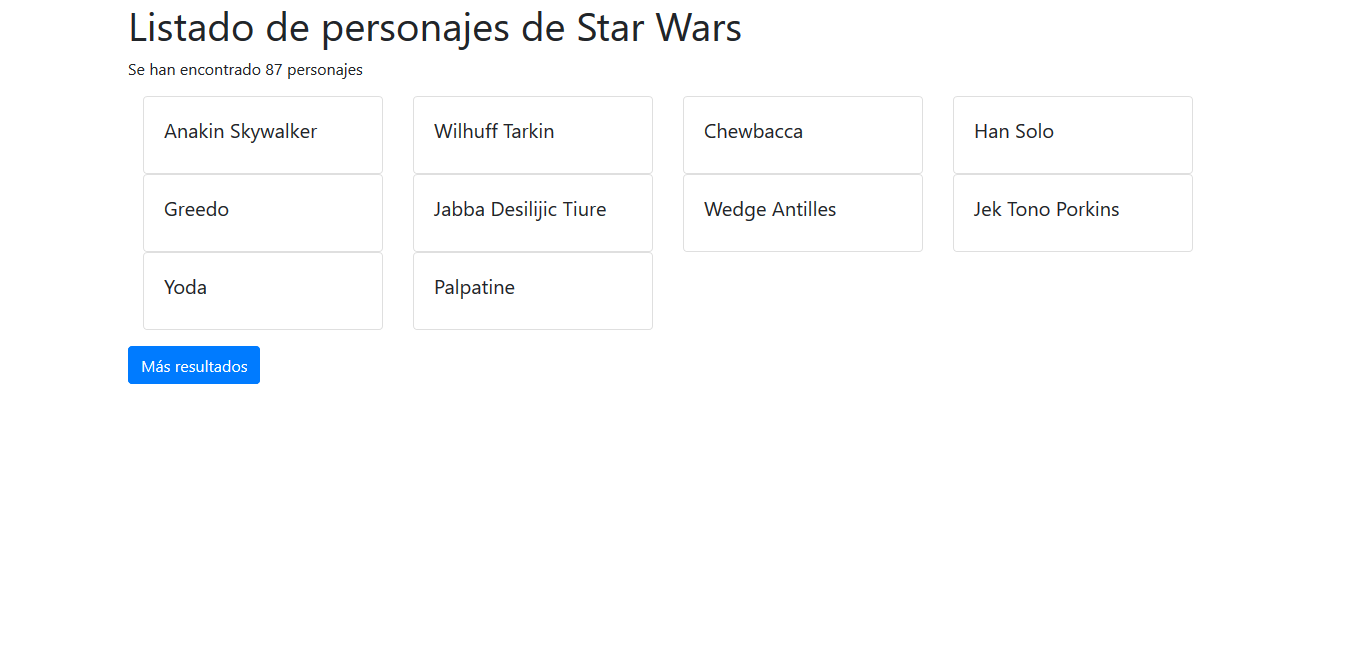 Listado de personajes de Star Wars
Se han encontrado 87 personajes
Anakin Skywalker
Wilhuff Tarkin
Chewbacca
Han Solo
Greedo
Jabba Desilijic Tiure
Wedge Antilles
Jek Tono Porkins
Yoda
Palpatine
Más resultados